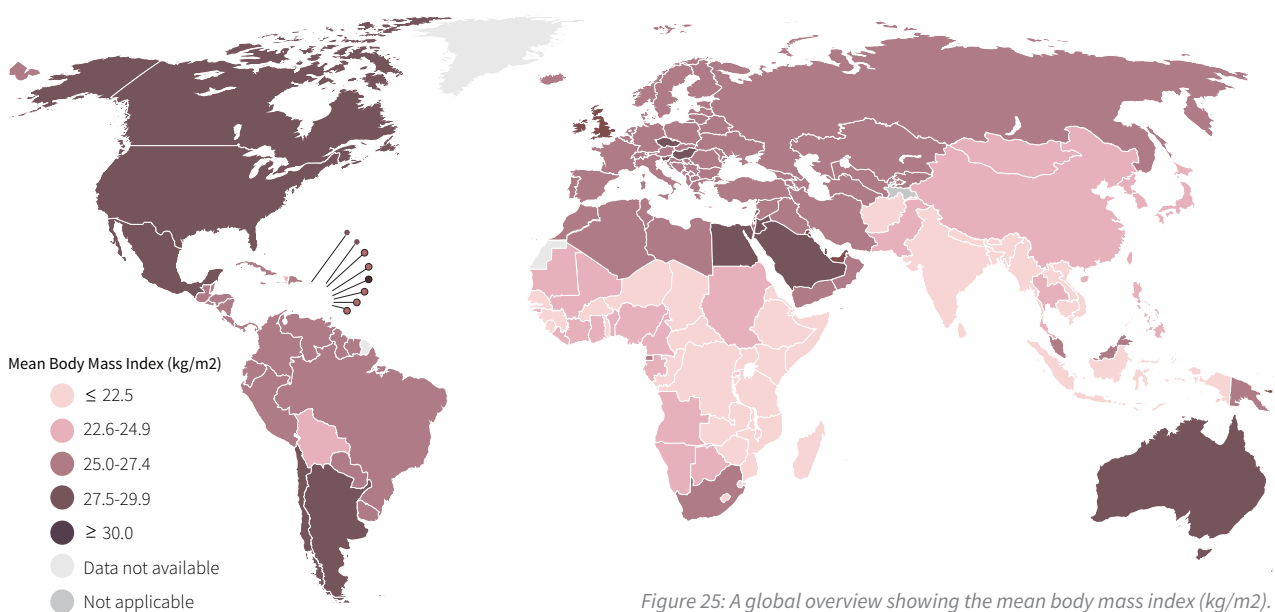 Mean Body Mass Index (kg/m2)
≤ 22.5
22.6-24.9
25.0-27.4
27.5-29.9
≥ 30.0
Data not available
Not applicable
Figure 25: A global overview showing the mean body mass index (kg/m2).